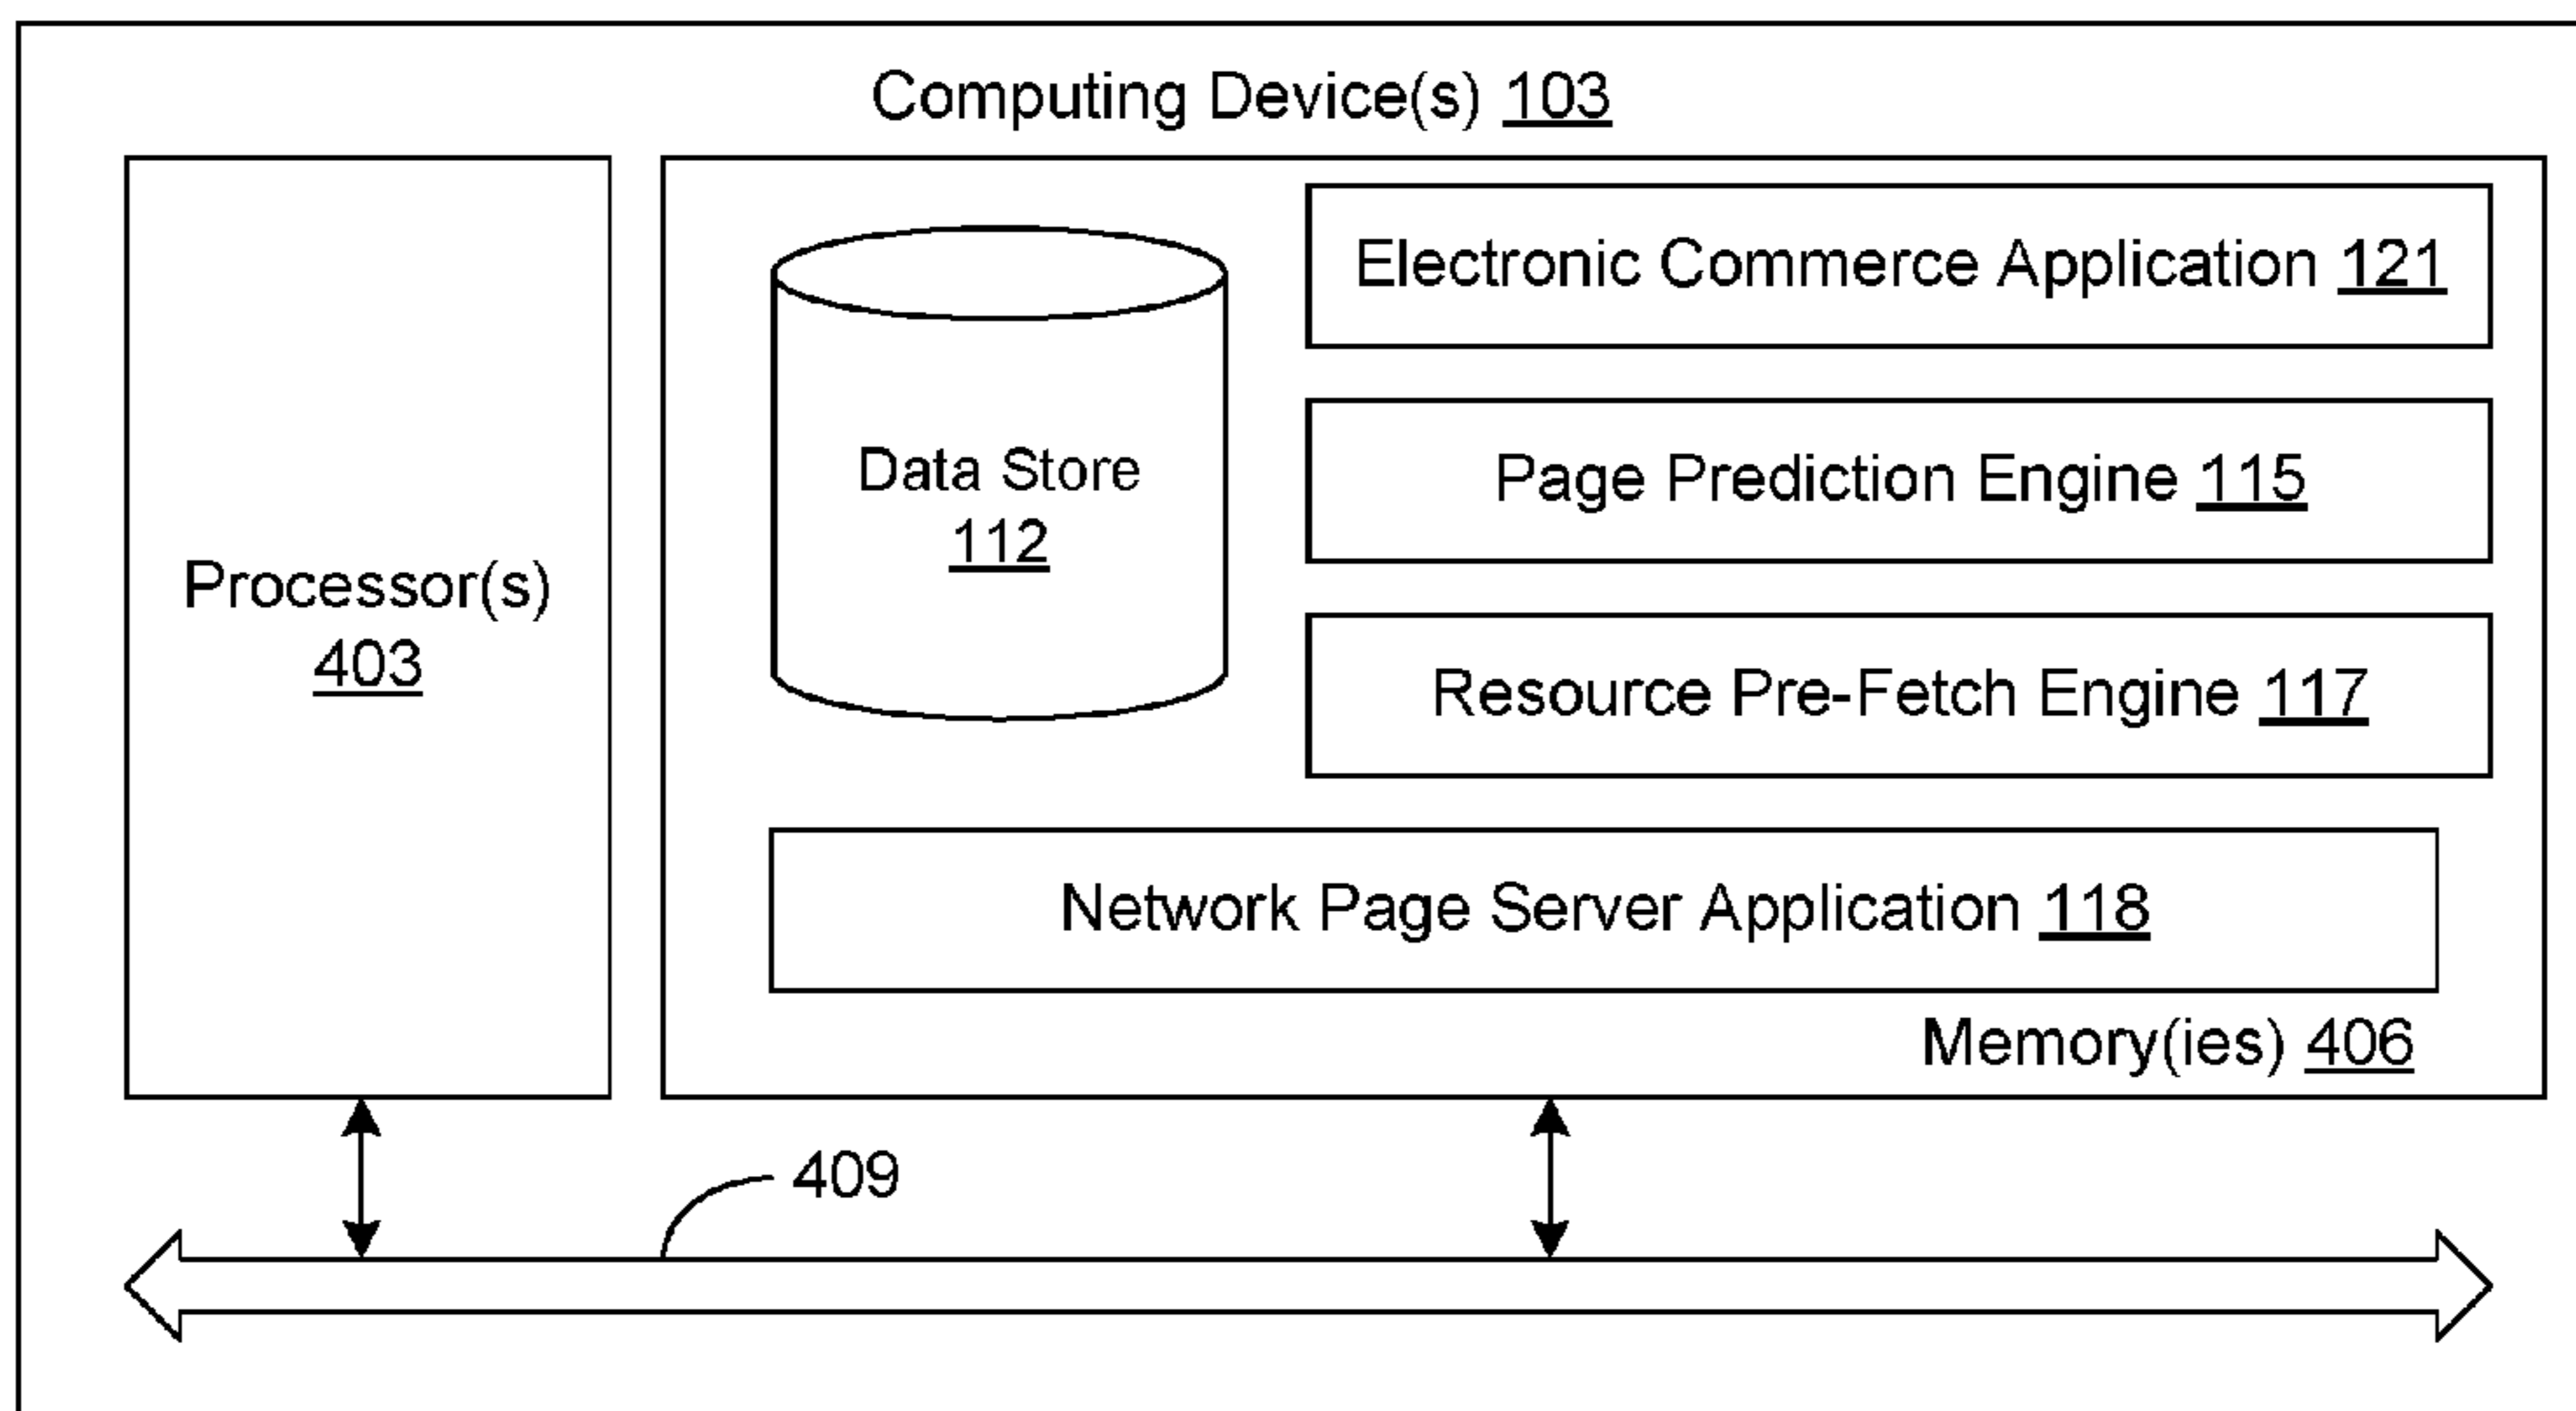 Computing Device(s) 103
Processor(s)
403
Data Store
112
Electronic Commerce Application 121
Page Prediction Engine 115
Resource Pre-Fetch Engine 117
Network Page Server Application 118
Memory(ies) 406
409